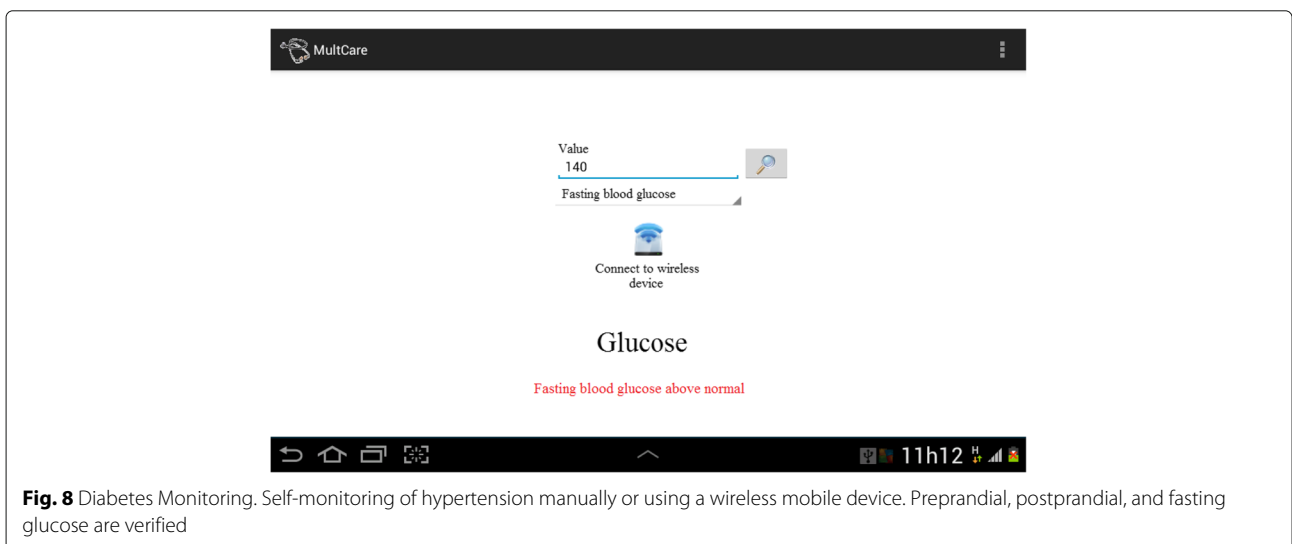 MultCare
Value
140
Fasting blood glucose
Connect to wireless
device
Glucose
Fasting blood glucose above normal
11h12 H
Fig. 8 Diabetes Monitoring. Self-monitoring of hypertension manually or using a wireless mobile device. Preprandial, postprandial, and fasting
glucose are verified